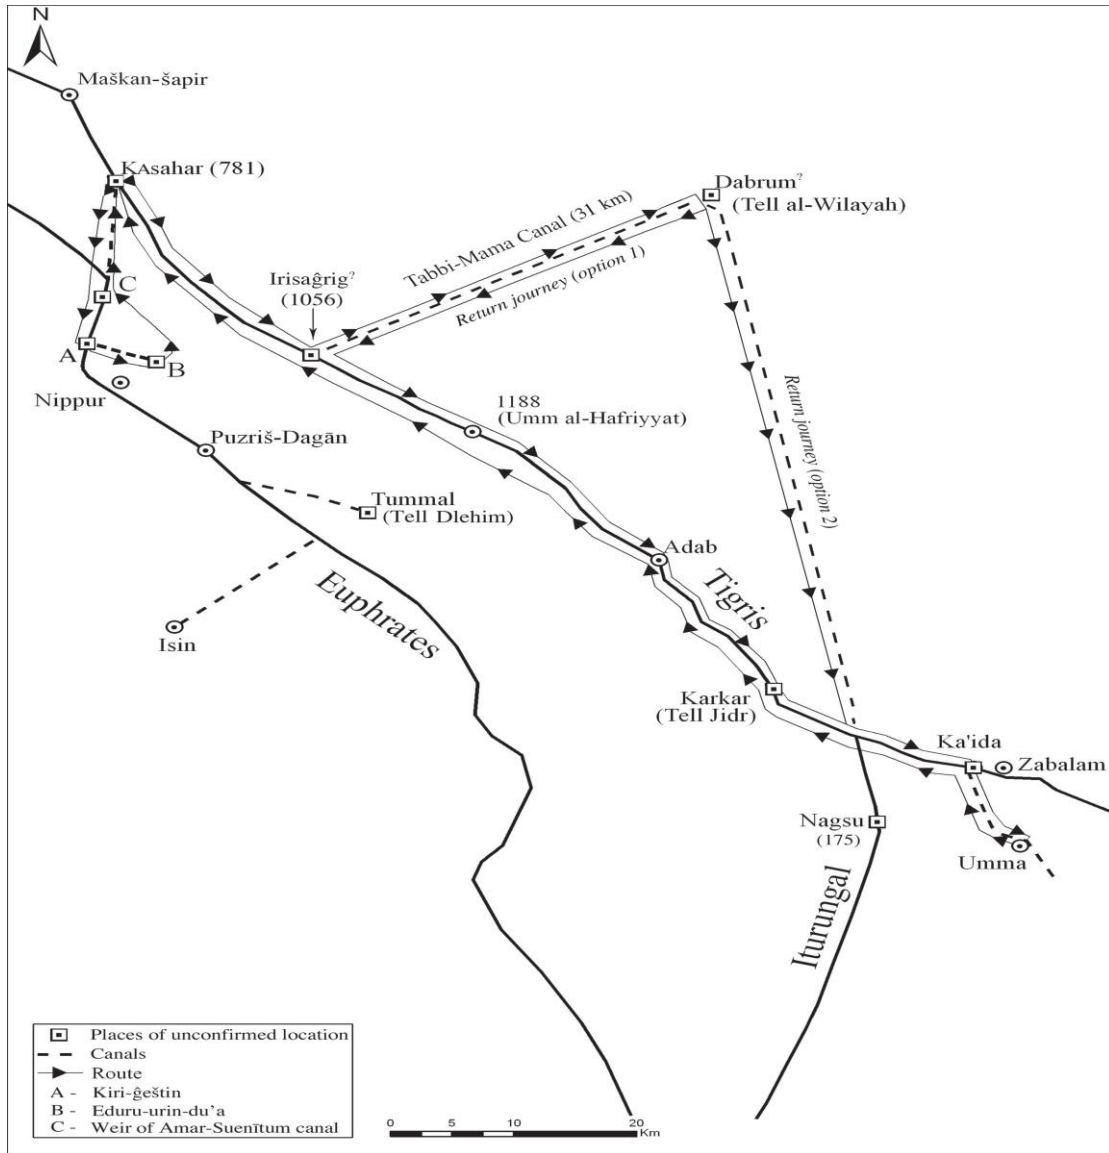 N
Maškan-šapir
KAsahar (781)
Dabrum?
(Tell al-Wilayah)
Tabbi-Mama Canal (31 km)
Return journey (option 1)
Irisaĝrig?
(1056)
C
A
B
Nippur
Return journey (option 2)
1188
(Umm al-Hafriyyat)
Puzriš-Dagān
Tummal
(Tell Dlehim)
Adab
Tigris
Euphrates
Isin
Karkar
(Tell Jidr)
Ka'ida
Zabalam
Nagsu
(175)
Umma
Iturungal
Places of unconfirmed location
Canals
Route
A - Kiri-ĝeštin
B - Eduru-urin-du'a
C - Weir of Amar-Suenītum canal
0 5 10 20
Km